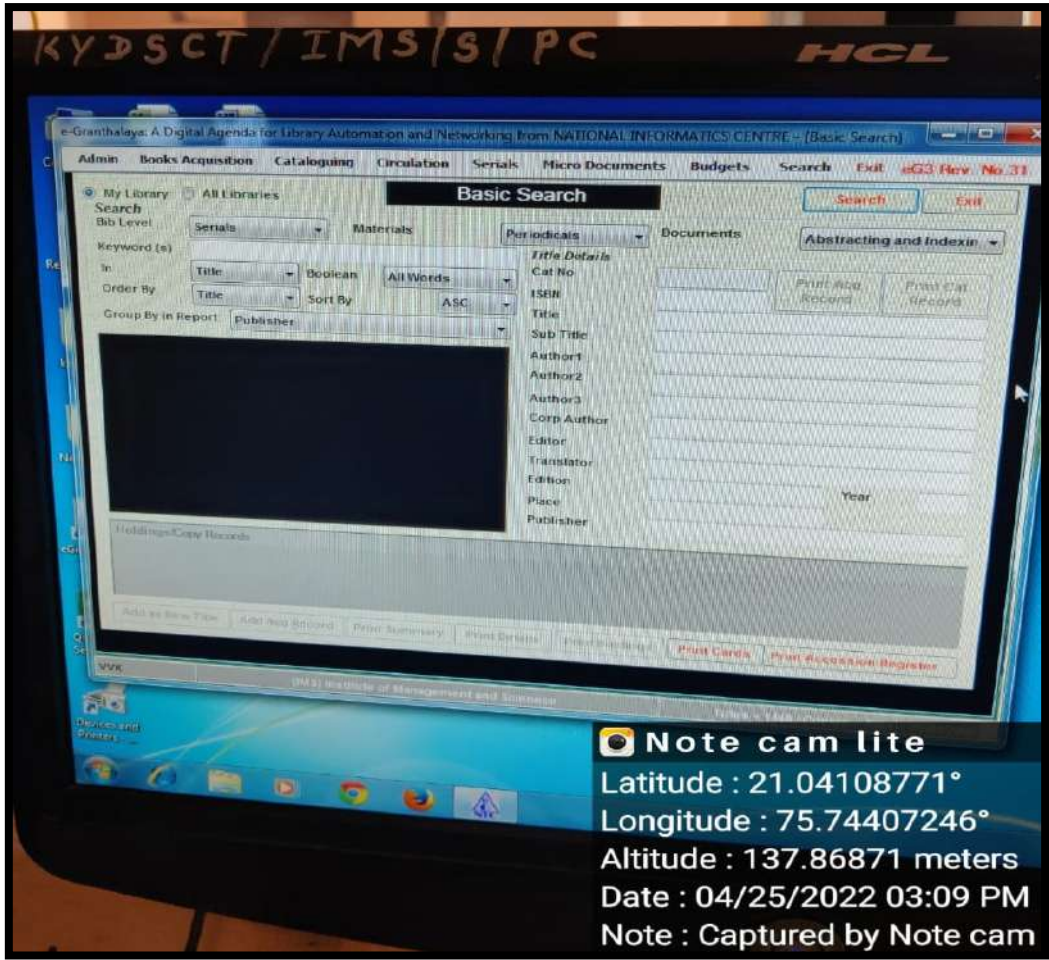 KYDSCT / IMS / S / PC
HCL
e-Granthalaya: A Digital Agenda for Library Automation and Networking from NATIONAL INFORMATICS CENTRE - (Basic Search)
Admin Books Acquisition Cataloguing Circulation Serials Micro Documents Budgets Search Exit eG3 Rev. No.31
My Library All Libraries Basic Search Search Exit
Search
Bib Level Serials Materials Periodicals Documents Abstracting and Indexin
Keyword (s)
Title Details
In Title Boolean All Words Cat No Print Acq Record Print Cat Record
Order By Title Sort By ASC ISBN
Group By in Report Publisher Title
Sub Title
Author1
Author2
Author3
Corp Author
Editor
Translator
Edition
Place Year
Publisher
Holdings/Copy Records
Add as New Title Add Acq Record Print Summary Print Details Print Cards Print Accession Register
VVK (IMS) Institute of Management and Science
Devices and Printers
Note cam lite
Latitude : 21.04108771°
Longitude : 75.74407246°
Altitude : 137.86871 meters
Date : 04/25/2022 03:09 PM
Note : Captured by Note cam